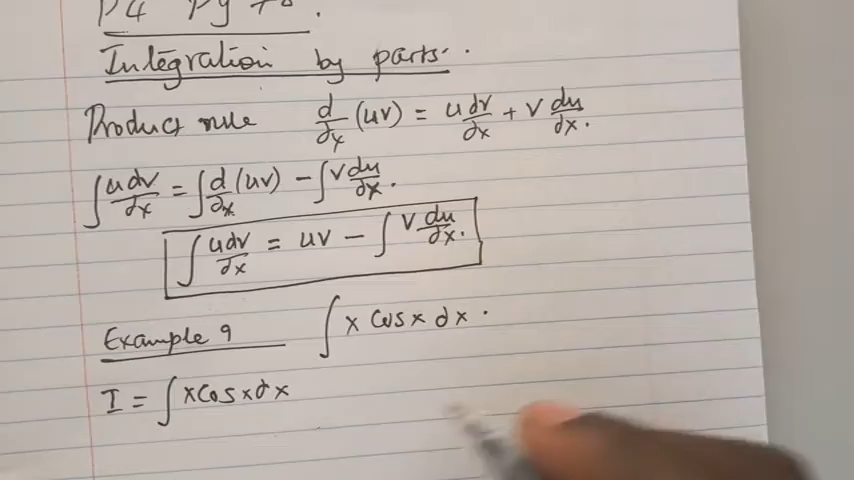 P4
Integration by parts.
Product rule d/dx (uv) = u dv/dx + v du/dx.
∫ u dv/dx = ∫ d/dx (uv) - ∫ v du/dx.
∫ u dv/dx = uv - ∫ v du/dx.
Example 9 ∫ x cos x dx.
I = ∫ x cos x dx